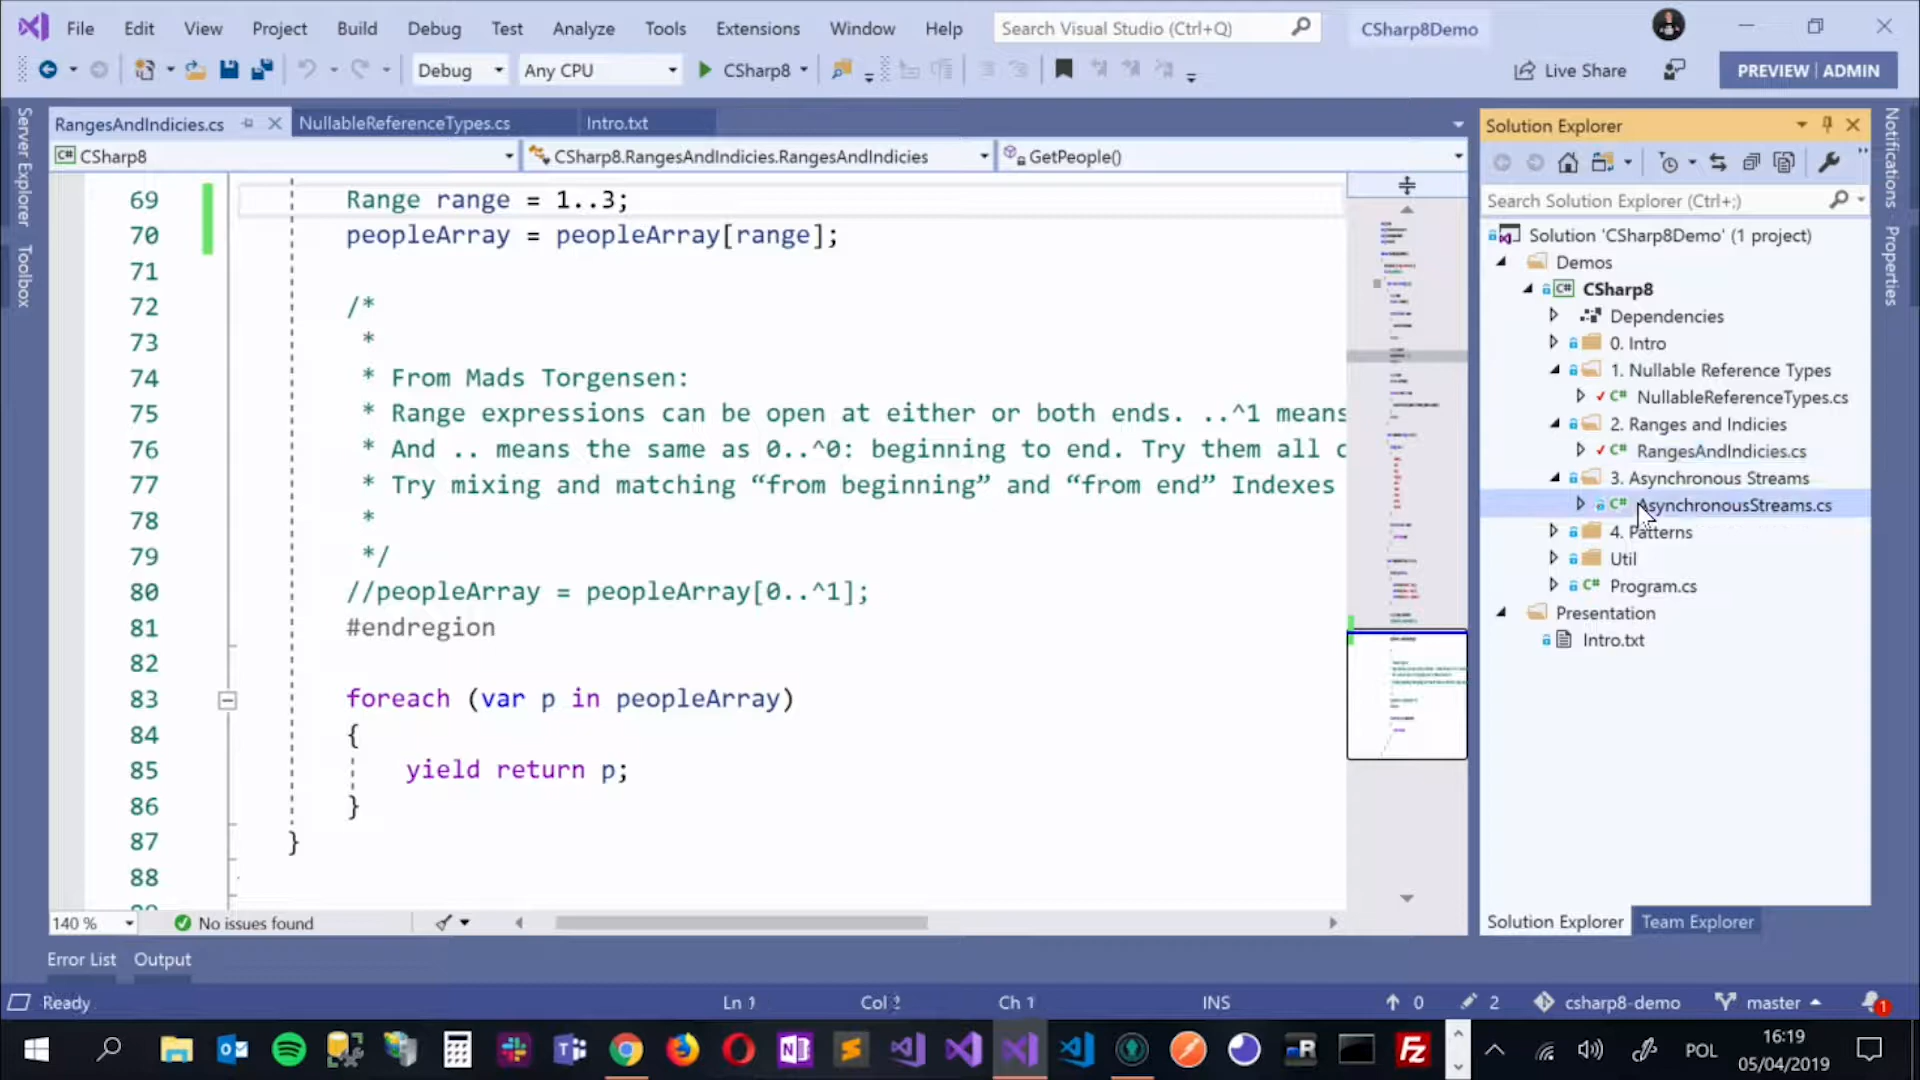 File Edit View Project Build Debug Test Analyze Tools Extensions Window Help Search Visual Studio (Ctrl+Q) CSharp8Demo
Debug Any CPU CSharp8 Live Share PREVIEW | ADMIN
Server Explorer
Toolbox
RangesAndIndicies.cs NullableReferenceTypes.cs Intro.txt
CSharp8 CSharp8.RangesAndIndicies.RangesAndIndicies GetPeople()
69 Range range = 1..3;
70 peopleArray = peopleArray[range];
71
72 /*
73 *
74 * From Mads Torgensen:
75 * Range expressions can be open at either or both ends. ..^1 means
76 * And .. means the same as 0..^0: beginning to end. Try them all
77 * Try mixing and matching “from beginning” and “from end” Indexes
78 *
79 */
80 //peopleArray = peopleArray[0..^1];
81 #endregion
82
83 foreach (var p in peopleArray)
84 {
85 yield return p;
86 }
87 }
88
140 % No issues found
Solution Explorer
Search Solution Explorer (Ctrl+;)
Solution 'CSharp8Demo' (1 project)
Demos
C# CSharp8
Dependencies
0. Intro
1. Nullable Reference Types
C# NullableReferenceTypes.cs
2. Ranges and Indicies
C# RangesAndIndicies.cs
3. Asynchronous Streams
C# AsynchronousStreams.cs
4. Patterns
Util
C# Program.cs
Presentation
Intro.txt
Solution Explorer Team Explorer
Notifications
Properties
Error List Output
Ready Ln 1 Ch 1 INS 0 2 csharp8-demo master 1
POL 16:19
05/04/2019